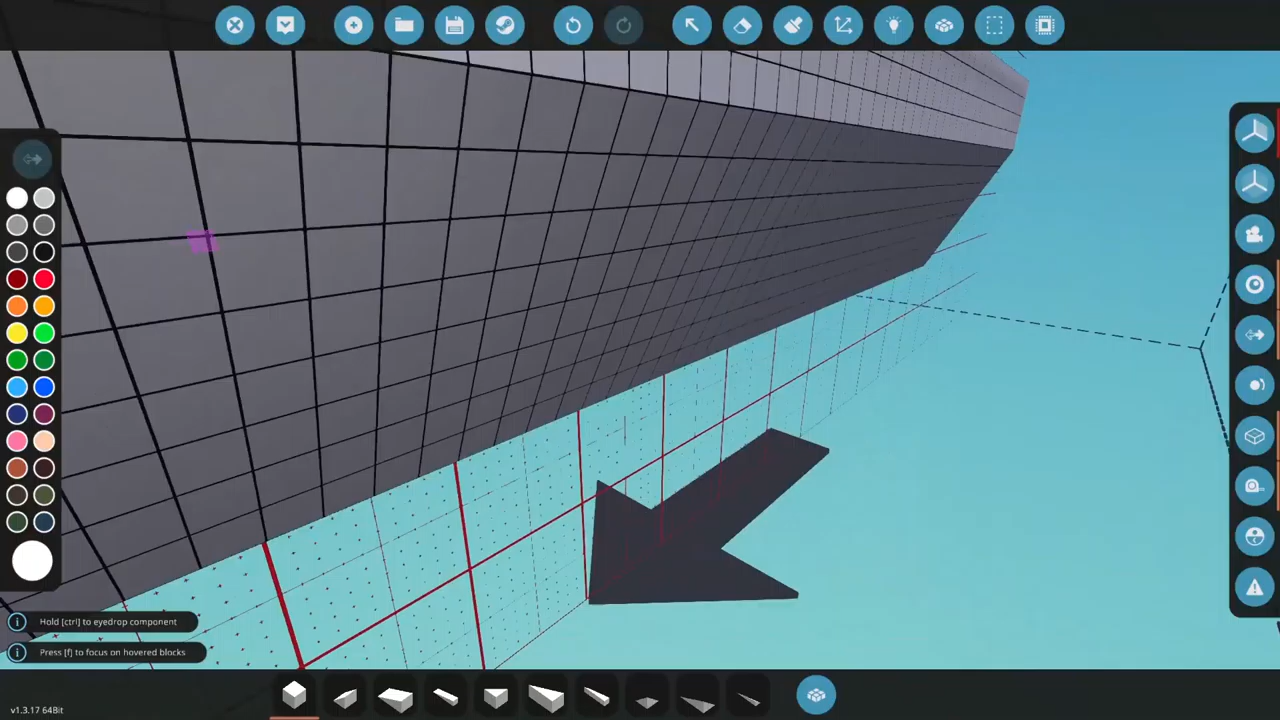 Hold [ctrl] to eyedrop component
Press [f] to focus on hovered blocks
v1.3.17 64Bit